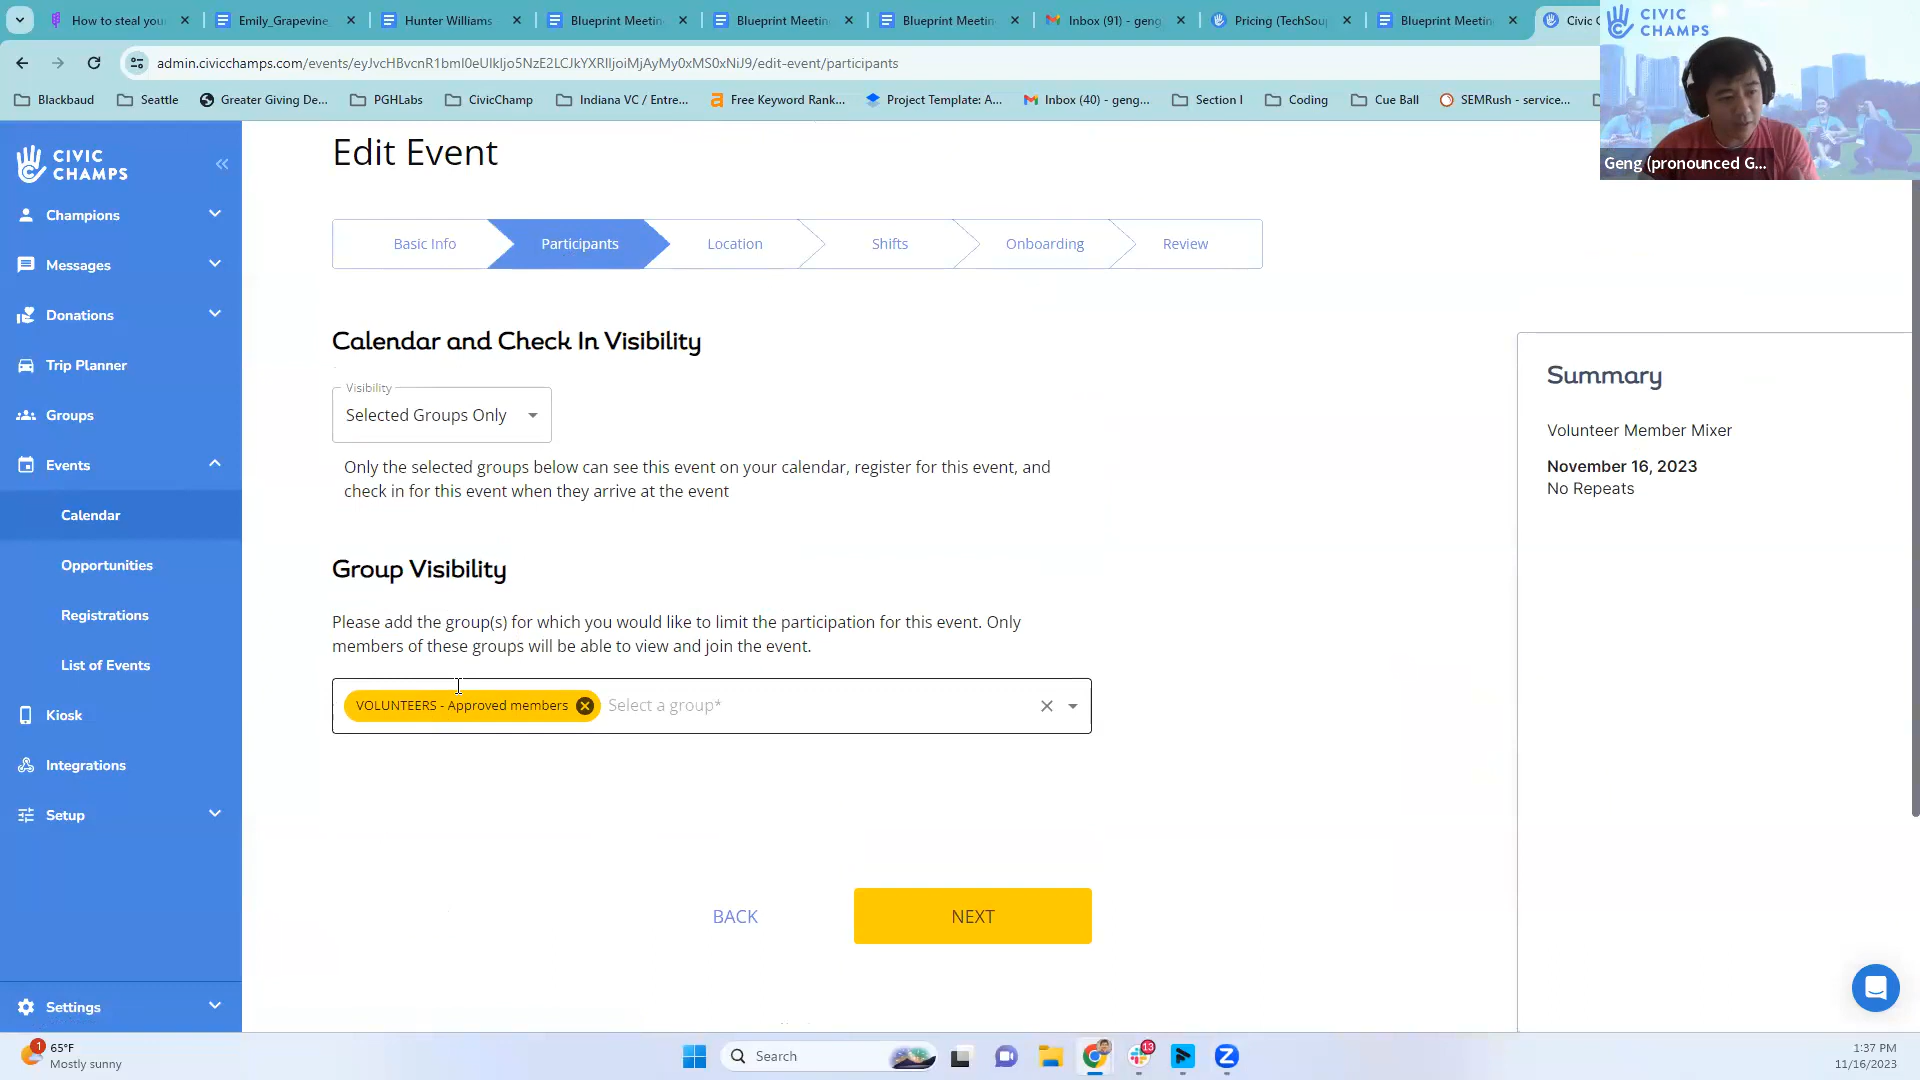 How to steal your
Emily_Grapevine
Hunter Williams
Blueprint Meetin
Blueprint Meetin
Blueprint Meetin
Inbox (91) - geng
Pricing (TechSou
Blueprint Meetin
Civic C
admin.civicchamps.com/events/
/edit-event/participants
Blackbaud
Seattle
Greater Giving De...
PGHLabs
CivicChamp
Indiana VC / Entre...
Free Keyword Rank...
Project Template: A...
Inbox (40) - geng...
Section I
Coding
Cue Ball
SEMRush - service...
CIVIC
CHAMPS
Geng (pronounced G...
CIVIC
CHAMPS
Champions
Messages
Donations
Trip Planner
Groups
Events
Calendar
Opportunities
Registrations
List of Events
Kiosk
Integrations
Setup
Settings
Edit Event
Basic Info
Participants
Location
Shifts
Onboarding
Review
Calendar and Check In Visibility
Visibility
Selected Groups Only
Only the selected groups below can see this event on your calendar, register for this event, and
check in for this event when they arrive at the event
Group Visibility
Please add the group(s) for which you would like to limit the participation for this event. Only
members of these groups will be able to view and join the event.
VOLUNTEERS - Approved members
Select a group*
BACK
NEXT
Summary
Volunteer Member Mixer
November 16, 2023
No Repeats
1
65°F
Mostly sunny
Search
13
1:37 PM
11/16/2023